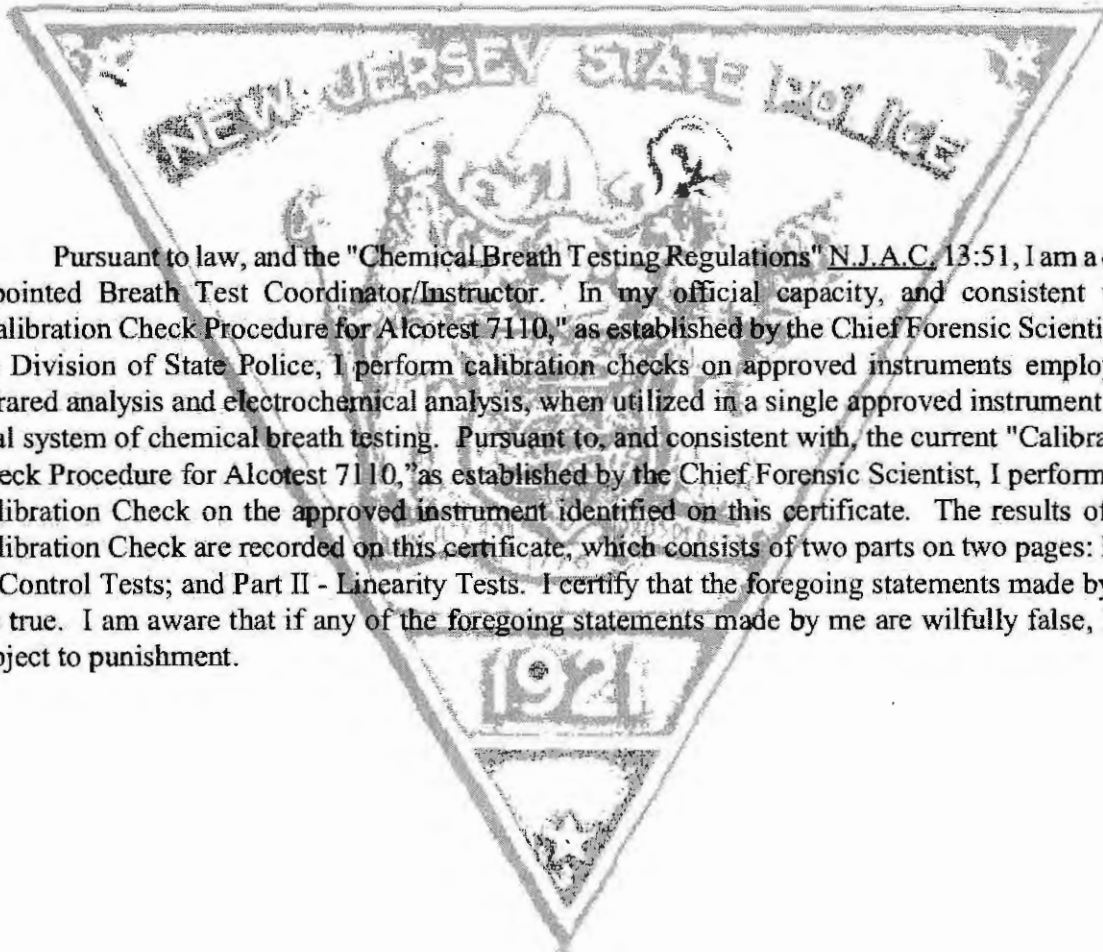 NEW JERSEY STATE POLICE
Pursuant to law, and the "Chemical Breath Testing Regulations" N.J.A.C. 13:51, I am a
pointed Breath Test Coordinator/Instructor. In my official capacity, and consistent
alibration Check Procedure for Alcotest 7110," as established by the Chief Forensic Scienti
Division of State Police, I perform calibration checks on approved instruments employ
rared analysis and electrochemical analysis, when utilized in a single approved instrument
al system of chemical breath testing. Pursuant to, and consistent with, the current "Calibra
eck Procedure for Alcotest 7110," as established by the Chief Forensic Scientist, I perform
libration Check on the approved instrument identified on this certificate. The results of
libration Check are recorded on this certificate, which consists of two parts on two pages:
Control Tests; and Part II - Linearity Tests. I certify that the foregoing statements made by
true. I am aware that if any of the foregoing statements made by me are wilfully false,
bject to punishment.
1921